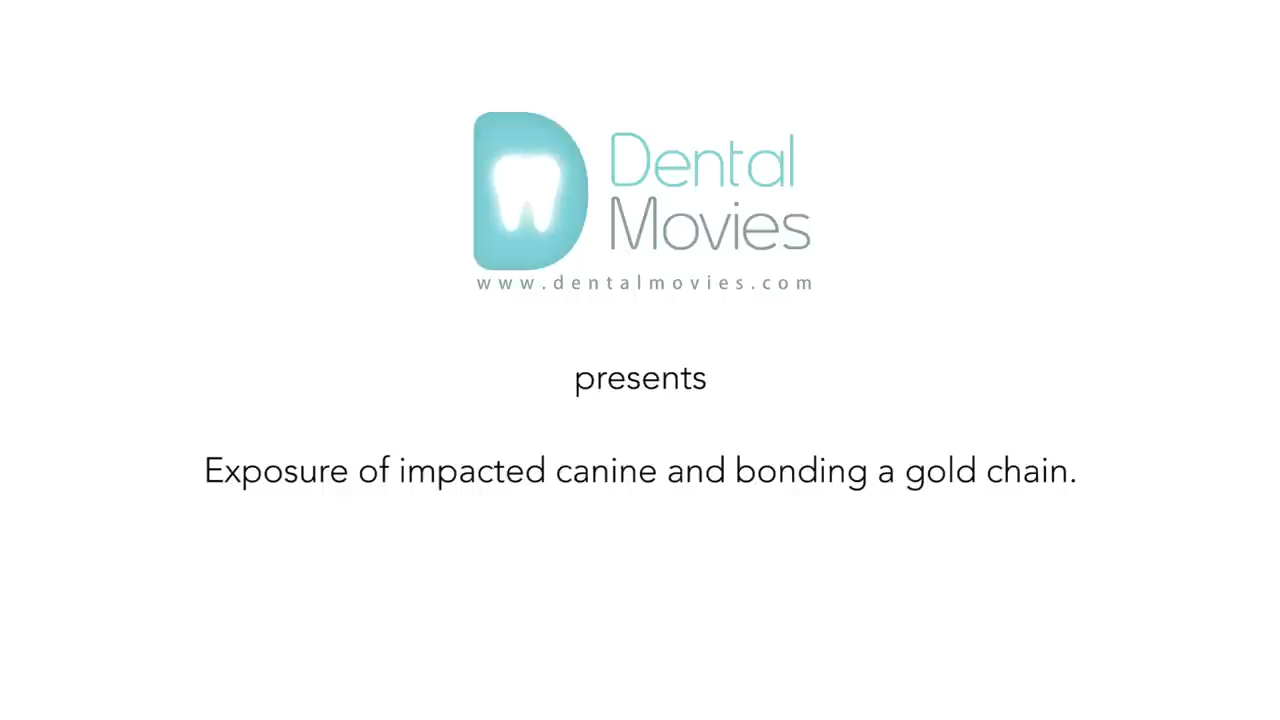 Dental
Movies
www.dentalmovies.com
presents
Exposure of impacted canine and bonding a gold chain.